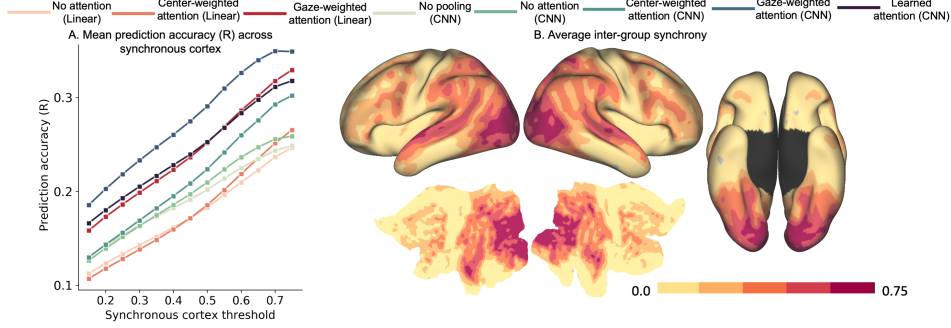 No attention (Linear)
Center-weighted attention (Linear)
Gaze-weighted attention (Linear)
No pooling (CNN)
No attention (CNN)
Center-weighted attention (CNN)
Gaze-weighted attention (CNN)
Learned attention (CNN)
A. Mean prediction accuracy (R) across
synchronous cortex
B. Average inter-group synchrony
Prediction accuracy (R)
0.3
0.2
0.1
0.2 0.3 0.4 0.5 0.6 0.7
Synchronous cortex threshold
0.0 0.75